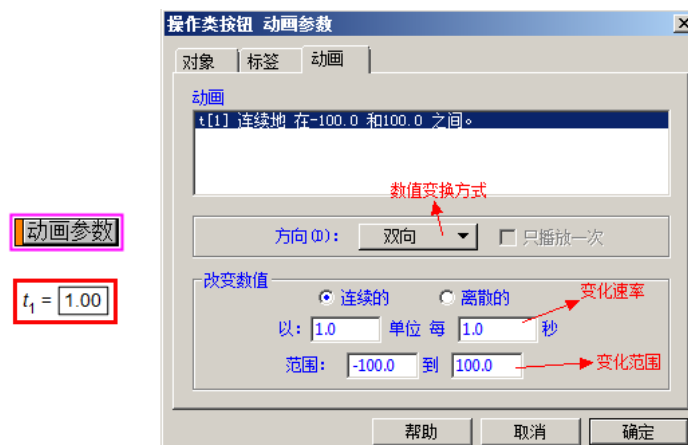 操作类按钮 动画参数
对象 标签 动画
动画
t[1] 连续地 在-100.0 和100.0 之间。
数值变换方式
动画参数
方向(D): 双向 只播放一次
改变数值
t1 = 1.00
连续的 离散的 变化速率
以: 1.0 单位 每 1.0 秒
范围: -100.0 到 100.0 变化范围
帮助 取消 确定